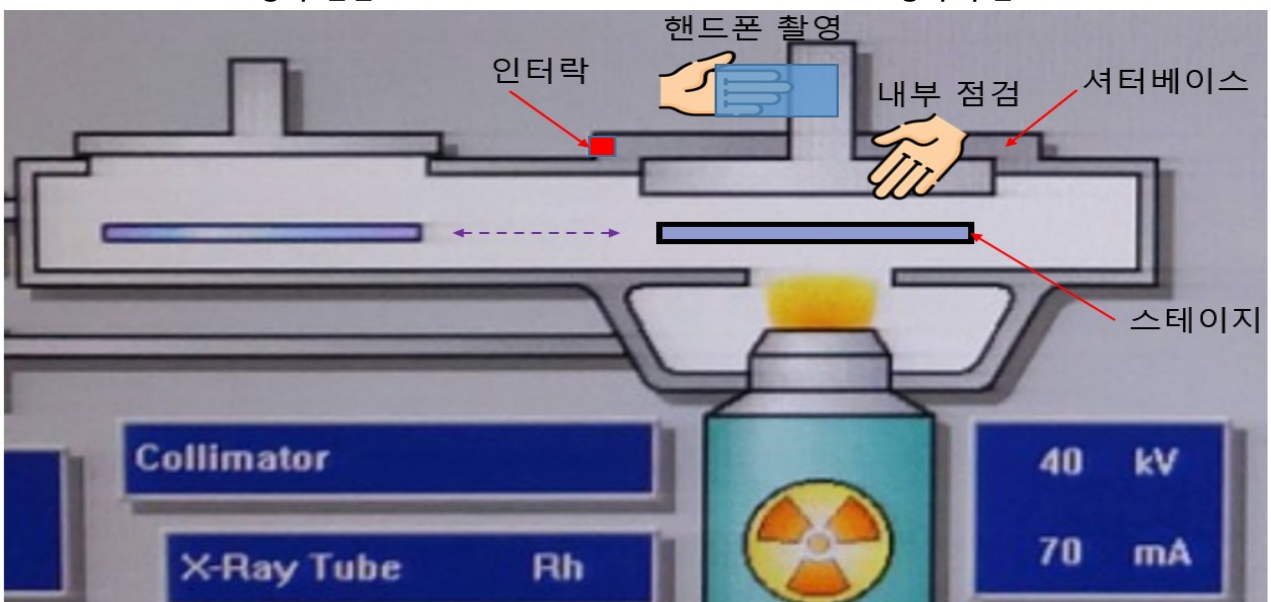 핸드폰 촬영
인터락
내부 점검
셔터베이스
스테이지
Collimator
40 kV
X-Ray Tube Rh
70 mA